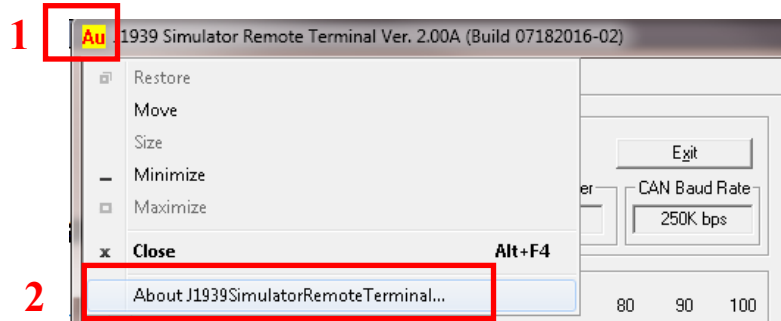 1
Au J1939 Simulator Remote Terminal Ver. 2.00A (Build 07182016-02)
Restore
Move
Size
Minimize
Maximize
x Close Alt+F4
2 About J1939SimulatorRemoteTerminal...
Exit
er CAN Baud Rate
250K bps
80 90 100